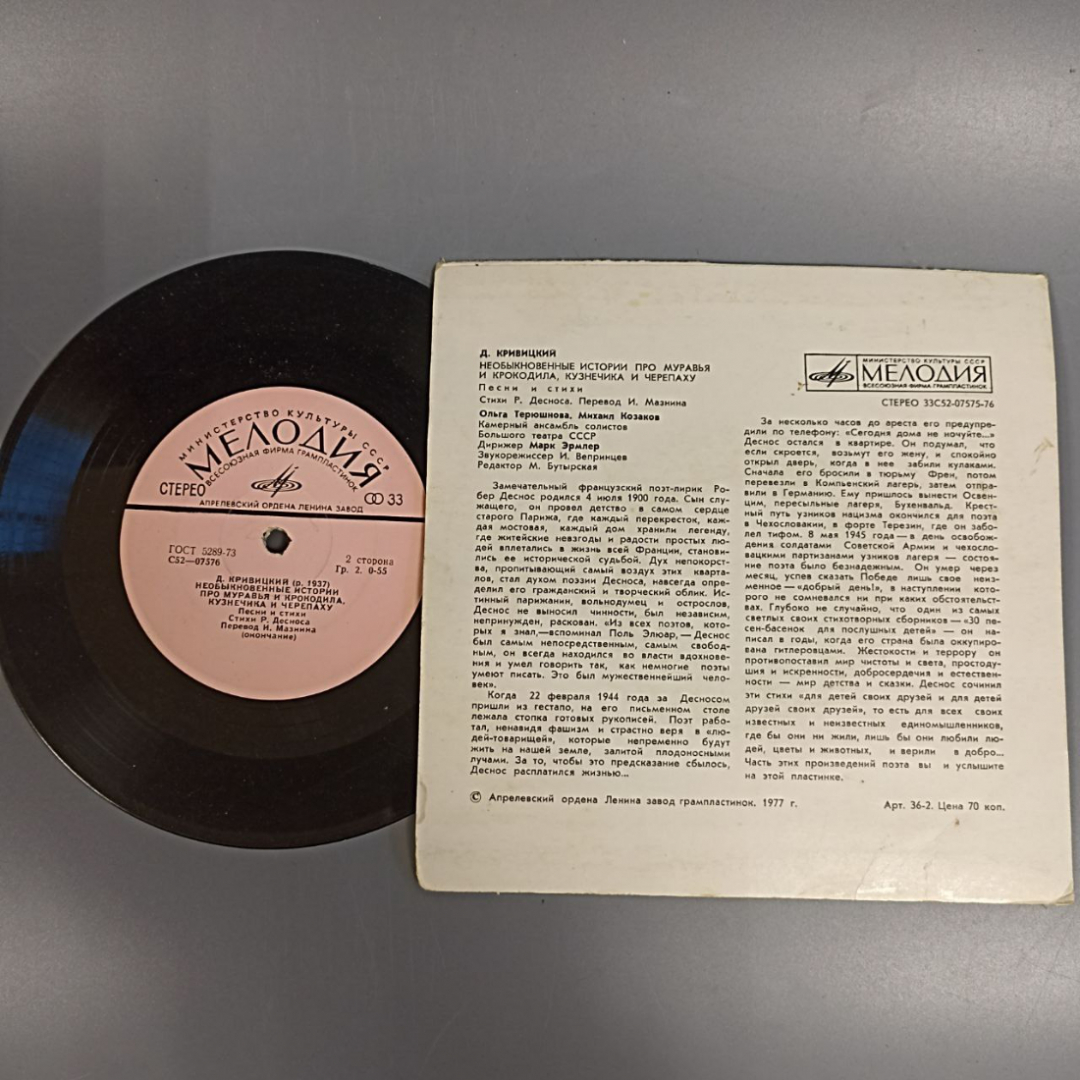 МИНИСТЕРСТВО КУЛЬТУРЫ СССР
МЕЛОДИЯ
ВСЕСОЮЗНАЯ ФИРМА ГРАМПЛАСТИНОК
СТЕРЕО
33
АПРЕЛЕВСКИЙ ОРДЕНА ЛЕНИНА ЗАВОД
ГОСТ 5289-73
С52—07576
2 сторона
Гр. 2. 0-55
Д. КРИВИЦКИЙ (р. 1937)
НЕОБЫКНОВЕННЫЕ ИСТОРИИ
ПРО МУРАВЬЯ И КРОКОДИЛА,
КУЗНЕЧИКА И ЧЕРЕПАХУ
Песни и стихи
Стихи Р. Десноса
Перевод И. Мазнина
(окончание)
Д. КРИВИЦКИЙ
НЕОБЫКНОВЕННЫЕ ИСТОРИИ ПРО МУРАВЬЯ
И КРОКОДИЛА, КУЗНЕЧИКА И ЧЕРЕПАХУ
Песни и стихи
Стихи Р. Десноса. Перевод И. Мазнина
Ольга Терюшнова, Михаил Козаков
Камерный ансамбль солистов
Большого театра СССР
Дирижер Марк Эрмлер
Звукорежиссер И. Вепринцев
Редактор М. Бутырская
Замечательный французский поэт-лирик Ро-
бер Деснос родился 4 июля 1900 года. Сын слу-
жащего, он провел детство в самом сердце
старого Парижа, где каждый перекресток, каж-
дая мостовая, каждый дом хранили легенду,
где житейские невзгоды и радости простых лю-
дей вплетались в жизнь всей Франции, станови-
лись ее исторической судьбой. Дух непокорст-
ва, пропитывающий самый воздух этих кварта-
лов, стал духом поэзии Десноса, навсегда опре-
делил его гражданский и творческий облик. Ис-
тинный парижанин, вольнодумец и острослов,
Деснос не выносил чинности, был независим,
непринужден, раскован. «Из всех поэтов, кото-
рых я знал,—вспоминал Поль Элюар,— Деснос
был самым непосредственным, самым свобод-
ным, он всегда находился во власти вдохнове-
ния и умел говорить так, как немногие поэты
умеют писать. Это был мужественнейший чело-
век».
Когда 22 февраля 1944 года за Десносом
пришли из гестапо, на его письменном столе
лежала стопка готовых рукописей. Поэт рабо-
тал, ненавидя фашизм и страстно веря в «лю-
дей-товарищей», которые непременно будут
жить на нашей земле, залитой плодоносными
лучами. За то, чтобы это предсказание сбылось,
Деснос расплатился жизнью...
МИНИСТЕРСТВО КУЛЬТУРЫ СССР
МЕЛОДИЯ
ВСЕСОЮЗНАЯ ФИРМА ГРАМПЛАСТИНОК
СТЕРЕО 33С52-07575-76
За несколько часов до ареста его предупре-
дили по телефону: «Сегодня дома не ночуйте...»
Деснос остался в квартире. Он подумал, что
если скроется, возьмут его жену, и спокойно
открыл дверь, когда в нее забили кулаками.
Сначала его бросили в тюрьму Френ, потом
перевезли в Компьенский лагерь, затем отпра-
вили в Германию. Ему пришлось вынести Освен-
цим, пересыльные лагеря, Бухенвальд. Крест-
ный путь узников нацизма окончился для поэта
в Чехословакии, в форте Терезин, где он забо-
лел тифом. 8 мая 1945 года — в день освобож-
дения солдатами Советской Армии и чехосло-
вацкими партизанами узников лагеря — состоя-
ние поэта было безнадежным. Он умер через
месяц, успев сказать Победе лишь свое неиз-
менное — «добрый день!», в наступлении кото-
рого не сомневался ни при каких обстоятельст-
вах. Глубоко не случайно, что один из самых
светлых своих стихотворных сборников — «30 пе-
сен-басенок для послушных детей» — он на-
писал в годы, когда его страна была оккупиро-
вана гитлеровцами. Жестокости и террору он
противопоставил мир чистоты и света, простоду-
шия и искренности, добросердечия и естествен-
ности — мир детства и сказки. Деснос сочинил
эти стихи «для детей своих друзей и для детей
друзей своих друзей», то есть для всех своих
известных и неизвестных единомышленников,
где бы они ни жили, лишь бы они любили лю-
дей, цветы и животных, и верили в добро...
Часть этих произведений поэта вы и услышите
на этой пластинке.
© Апрелевский ордена Ленина завод грампластинок. 1977 г.
Арт. 36-2. Цена 70 коп.